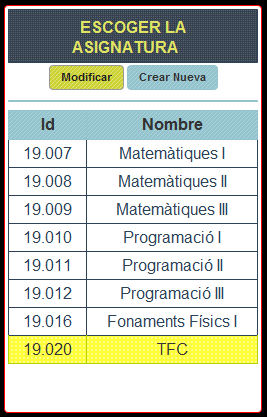 ESCOGER LA
ASIGNATURA
Modificar Crear Nueva
Id Nombre
19.007 Matemàtiques I
19.008 Matemàtiques II
19.009 Matemàtiques III
19.010 Programació I
19.011 Programació II
19.012 Programació III
19.016 Fonaments Físics I
19.020 TFC